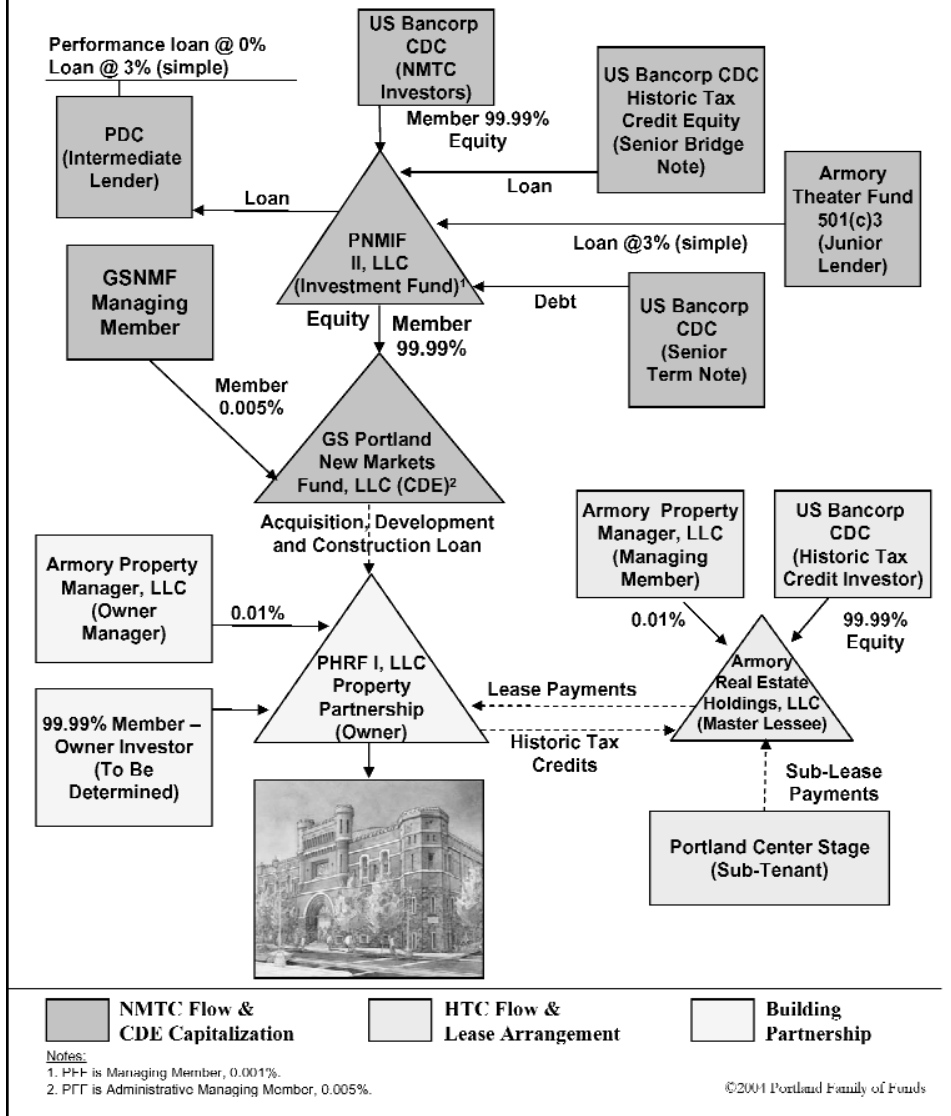 Performance loan @ 0%
Loan @ 3% (simple)
US Bancorp
CDC
(NMTC
Investors)
PDC
(Intermediate
Lender)
Member 99.99%
Equity
US Bancorp CDC
Historic Tax
Credit Equity
(Senior Bridge
Note)
Loan
Loan
Armory
Theater Fund
501(c)3
(Junior
Lender)
Loan @3% (simple)
PNMIF
II, LLC
(Investment Fund)¹
GSNMF
Managing
Member
Debt
US Bancorp
CDC
(Senior
Term Note)
Equity
Member
99.99%
Member
0.005%
GS Portland
New Markets
Fund, LLC (CDE)²
Acquisition, Development
and Construction Loan
Armory Property
Manager, LLC
(Managing
Member)
US Bancorp
CDC
(Historic Tax
Credit Investor)
Armory Property
Manager, LLC
(Owner
Manager)
0.01%
0.01%
99.99%
Equity
PHRF I, LLC
Property
Partnership
(Owner)
Armory
Real Estate
Holdings, LLC
(Master Lessee)
Lease Payments
Historic Tax
Credits
99.99% Member –
Owner Investor
(To Be
Determined)
Sub-Lease
Payments
Portland Center Stage
(Sub-Tenant)
NMTC Flow &
CDE Capitalization
HTC Flow &
Lease Arrangement
Building
Partnership
Notes:
1. PFF is Managing Member, 0.001%.
2. PFF is Administrative Managing Member, 0.005%.
©2004 Portland Family of Funds